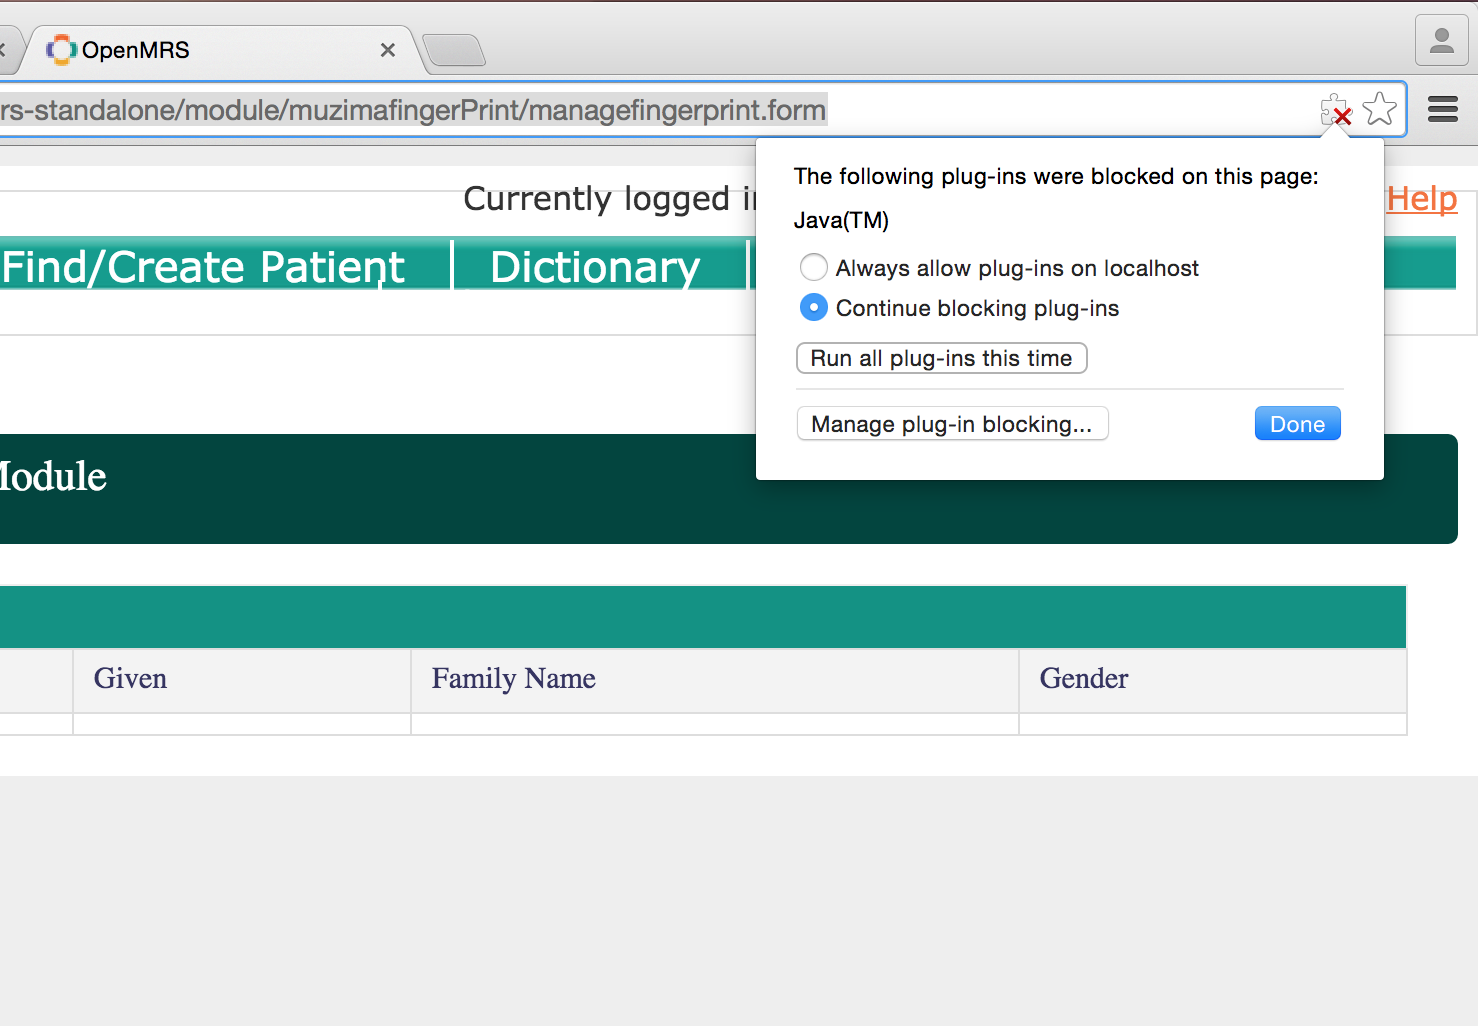 OpenMRS
rs-standalone/module/muzimafingerPrint/managefingerprint.form
The following plug-ins were blocked on this page:
Currently logged
Help
Java(TM)
Find/Create Patient
Dictionary
Always allow plug-ins on localhost
Continue blocking plug-ins
Run all plug-ins this time
Manage plug-in blocking...
Done
Module
Given
Family Name
Gender